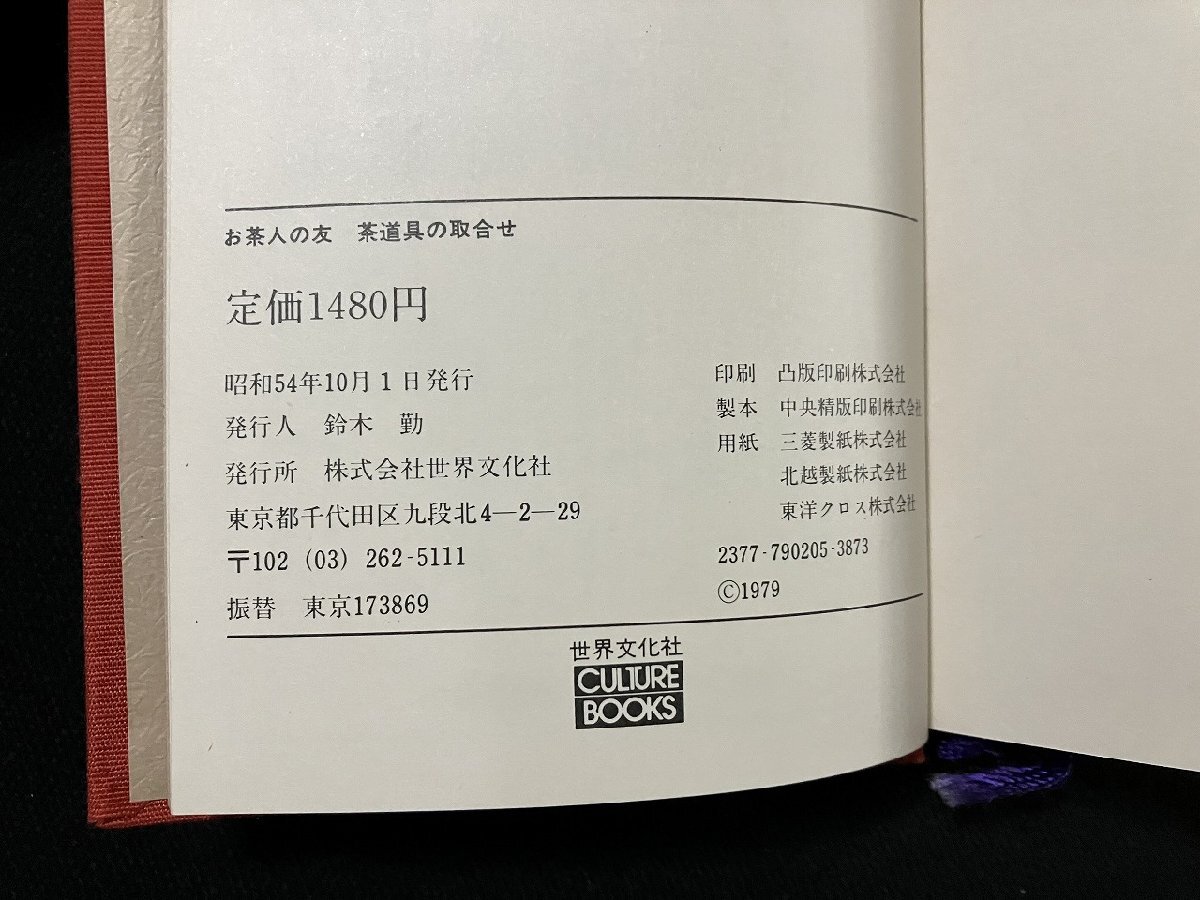 お茶人の友　茶道具の取合せ
定価1480円
昭和54年10月1日発行
発行人　鈴木　勤
発行所　株式会社世界文化社
東京都千代田区九段北4―2―29
〒102 (03) 262-5111
振替　東京173869
印刷　凸版印刷株式会社
製本　中央精版印刷株式会社
用紙　三菱製紙株式会社
北越製紙株式会社
東洋クロス株式会社
2377-790205-3873
©1979
世界文化社
CULTURE
BOOKS